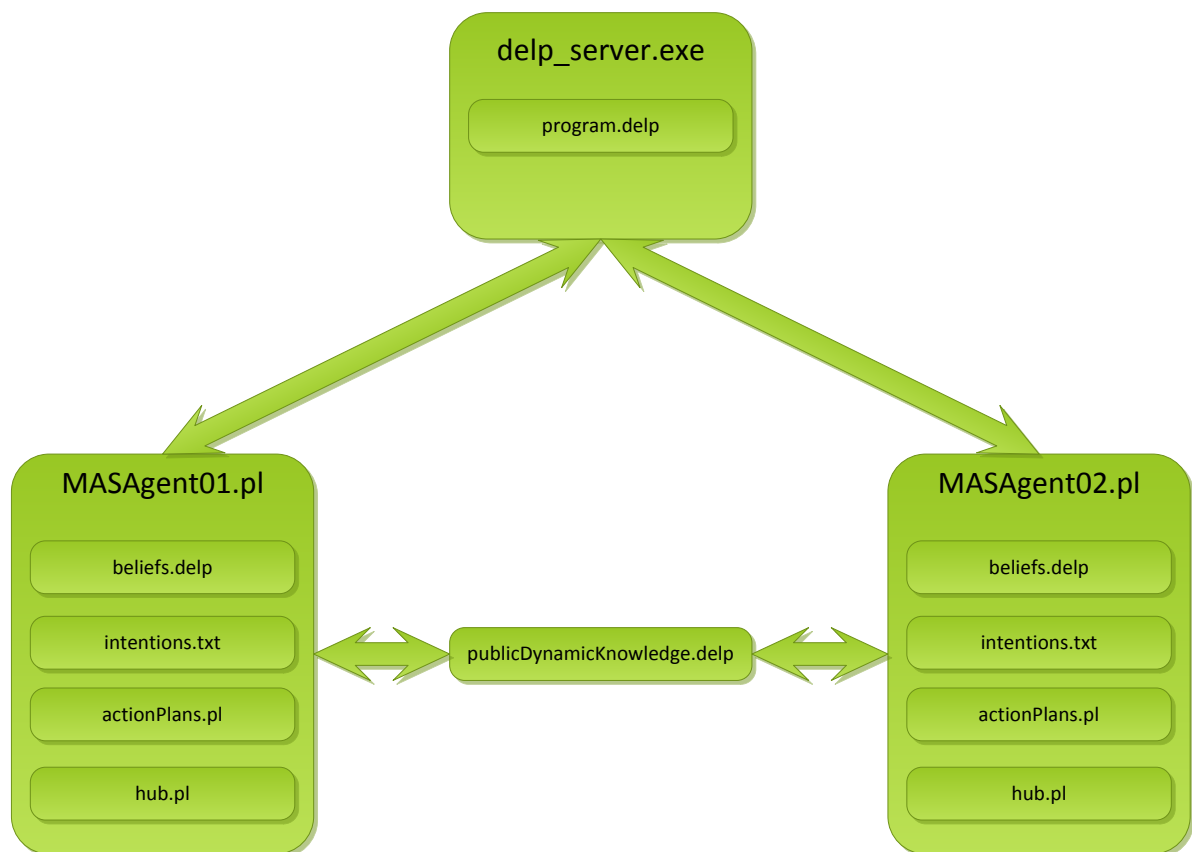 delp_server.exe
program.delp
MASAgent01.pl
beliefs.delp
intentions.txt
actionPlans.pl
hub.pl
publicDynamicKnowledge.delp
MASAgent02.pl
beliefs.delp
intentions.txt
actionPlans.pl
hub.pl